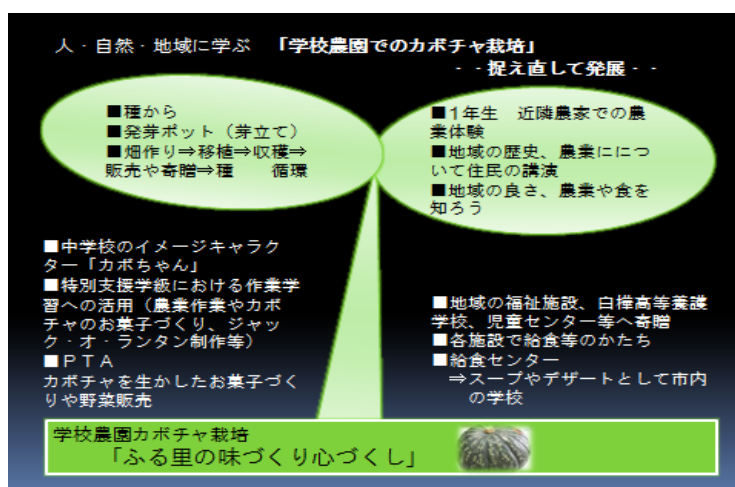 人・自然・地域に学ぶ 「学校農園でのカボチャ栽培」
‐‐捉え直して発展‐‐
■種から
■発芽ポット（芽立て）
■畑作り⇒移植⇒収穫⇒
販売や寄贈⇒種 循環
■1年生 近隣農家での農
業体験
■地域の歴史、農業ににつ
いて住民の講演
■地域の良さ、農業や食を
知ろう
■中学校のイメージキャラク
ター「カボちゃん」
■特別支援学級における作業学
習への活用（農業作業やカボ
チャのお菓子づくり、ジャッ
ク・オ・ランタン制作等）
■ＰＴＡ
カボチャを生かしたお菓子づく
りや野菜販売
■地域の福祉施設、白樺高等養護
学校、児童センター等へ寄贈
■各施設で給食等のかたち
■給食センター
⇒スープやデザートとして市内
の学校
学校農園カボチャ栽培
「ふる里の味づくり心づくし」